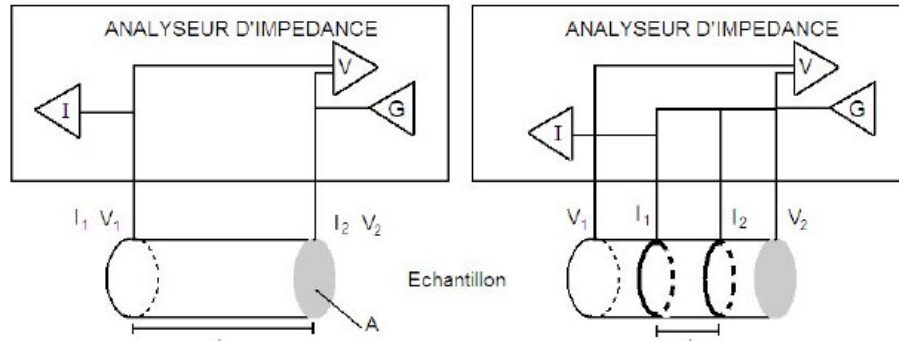 ANALYSEUR D'IMPEDANCE
V
I
G
I₁ V₁
I₂ V₂
A
Echantillon
ANALYSEUR D'IMPEDANCE
V
G
I
V₁ I₁ I₂ V₂